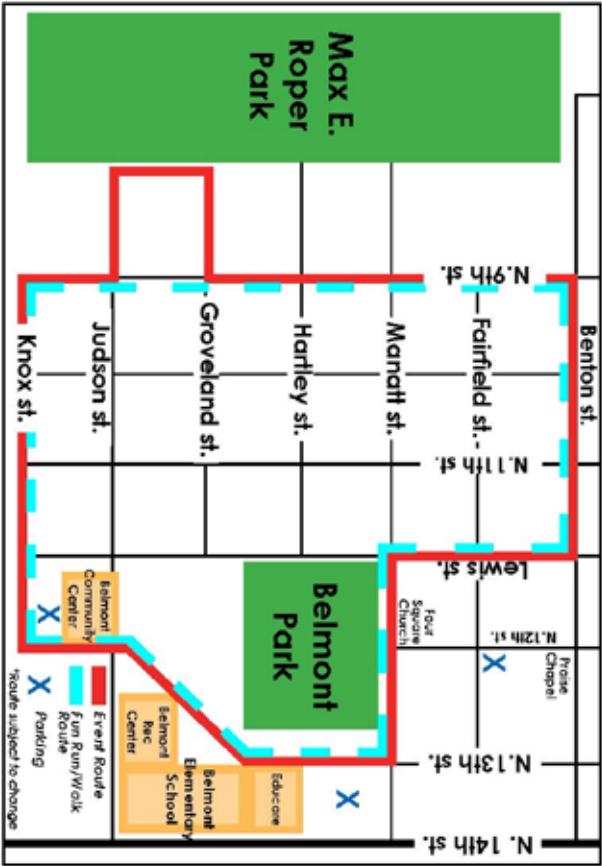 Max E.
Roper
Park
N.9th st.
Benton st.
Fairfield st.-
Manatt st.
Hartley st.
Groveland st.
Judson st.
Knox st.
N.11th st.
Lewis st.
Belmont
Park
Four
Square
Church
N.12th st.
Praise
Chapel
N.13th st.
N. 14th st.
Belmont
Community
Center
Belmont
Rec
Center
Belmont
Elementary
School
Educare
X
X
X
Event Route
Fun Run/Walk
Route
X Parking
*Route subject to change